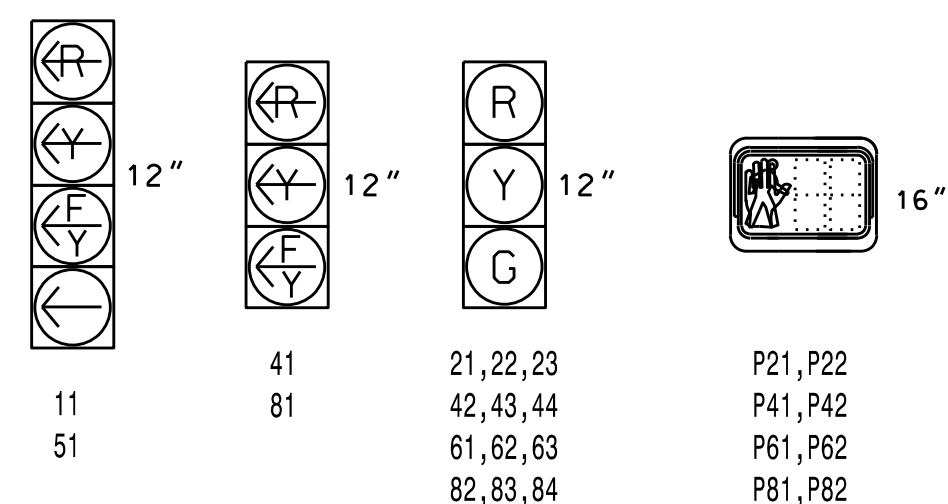 R
Y
F
Y
12"
11
51
R
Y
F
Y
12"
41
81
R
Y
G
12"
21,22,23
42,43,44
61,62,63
82,83,84
16"
P21,P22
P41,P42
P61,P62
P81,P82